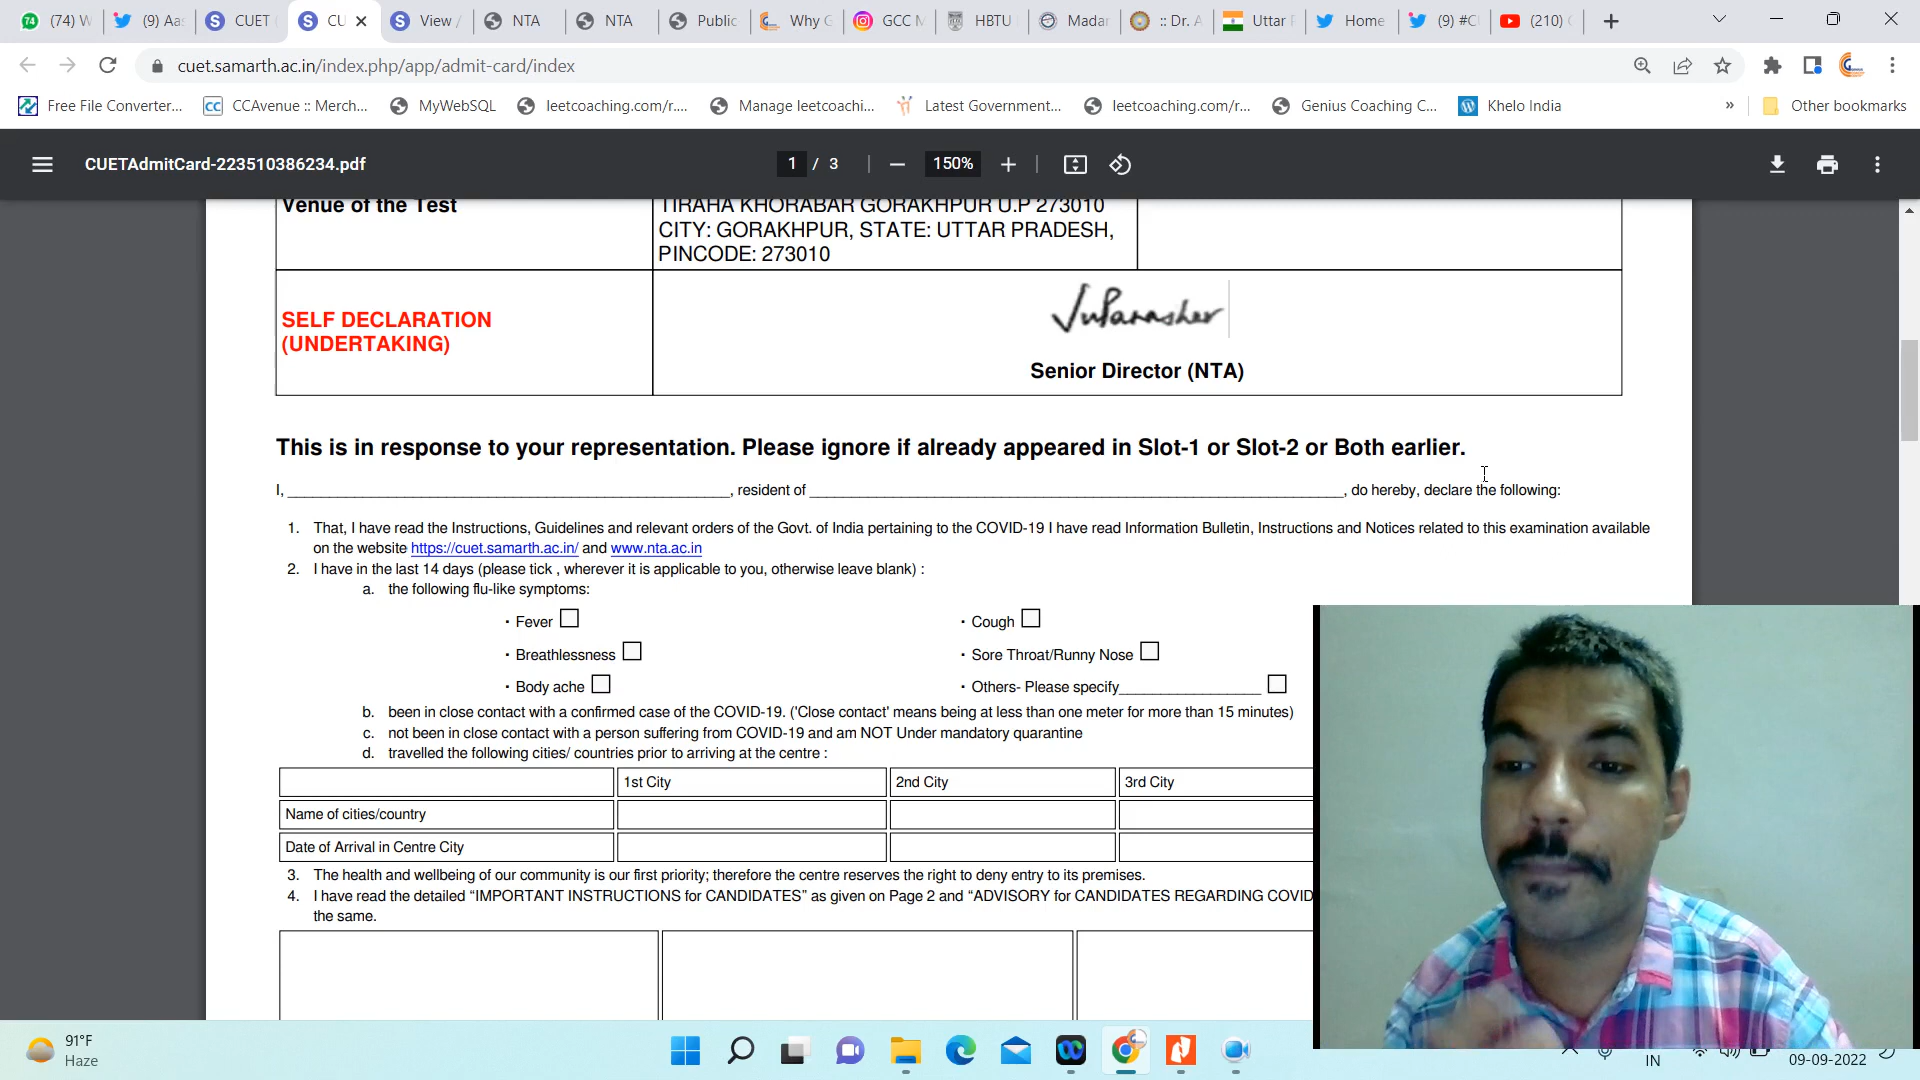 (74) W
(9) Aas
CUET
CU
View /
NTA
NTA
Public
Why G
GCC M
HBTU
Madar
:: Dr. A
Uttar P
Home
(9) #C
(210)
cuet.samarth.ac.in/index.php/app/admit-card/index
Free File Converter...
CCAvenue :: Merch...
MyWebSQL
leetcoaching.com/r....
Manage leetcoachi...
Latest Government...
leetcoaching.com/r...
Genius Coaching C...
Khelo India
»
Other bookmarks
CUETAdmitCard-223510386234.pdf
1 / 3
150%
Venue of the Test
TIRAHA KHORABAR GORAKHPUR U.P 273010
CITY: GORAKHPUR, STATE: UTTAR PRADESH,
PINCODE: 273010
SELF DECLARATION
(UNDERTAKING)
Senior Director (NTA)
This is in response to your representation. Please ignore if already appeared in Slot-1 or Slot-2 or Both earlier.
I, ______, resident of ______, do hereby, declare the following:
1. That, I have read the Instructions, Guidelines and relevant orders of the Govt. of India pertaining to the COVID-19 I have read Information Bulletin, Instructions and Notices related to this examination available
on the website https://cuet.samarth.ac.in/ and www.nta.ac.in
2. I have in the last 14 days (please tick , wherever it is applicable to you, otherwise leave blank) :
a. the following flu-like symptoms:
· Fever
· Cough
· Breathlessness
· Sore Throat/Runny Nose
· Body ache
· Others- Please specify______
b. been in close contact with a confirmed case of the COVID-19. ('Close contact' means being at less than one meter for more than 15 minutes)
c. not been in close contact with a person suffering from COVID-19 and am NOT Under mandatory quarantine
d. travelled the following cities/ countries prior to arriving at the centre :
1st City
2nd City
3rd City
Name of cities/country
Date of Arrival in Centre City
3. The health and wellbeing of our community is our first priority; therefore the centre reserves the right to deny entry to its premises.
4. I have read the detailed “IMPORTANT INSTRUCTIONS for CANDIDATES” as given on Page 2 and “ADVISORY for CANDIDATES REGARDING COVID
the same.
91°F
Haze
IN
09-09-2022